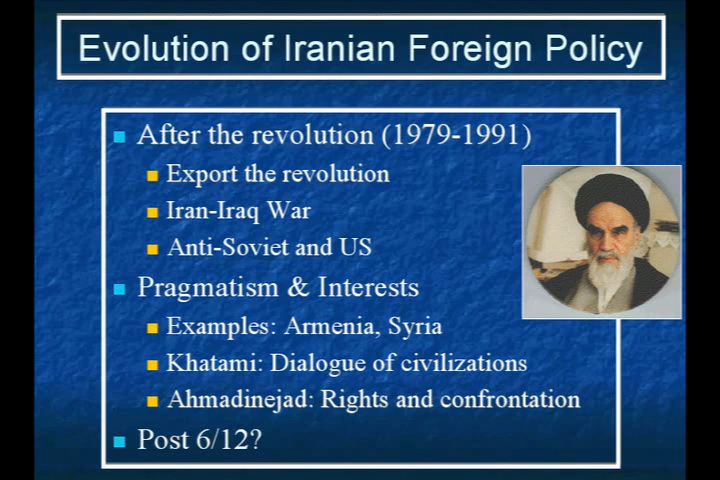 Evolution of Iranian Foreign Policy
After the revolution (1979-1991)
Export the revolution
Iran-Iraq War
Anti-Soviet and US
Pragmatism & Interests
Examples: Armenia, Syria
Khatami: Dialogue of civilizations
Ahmadinejad: Rights and confrontation
Post 6/12?